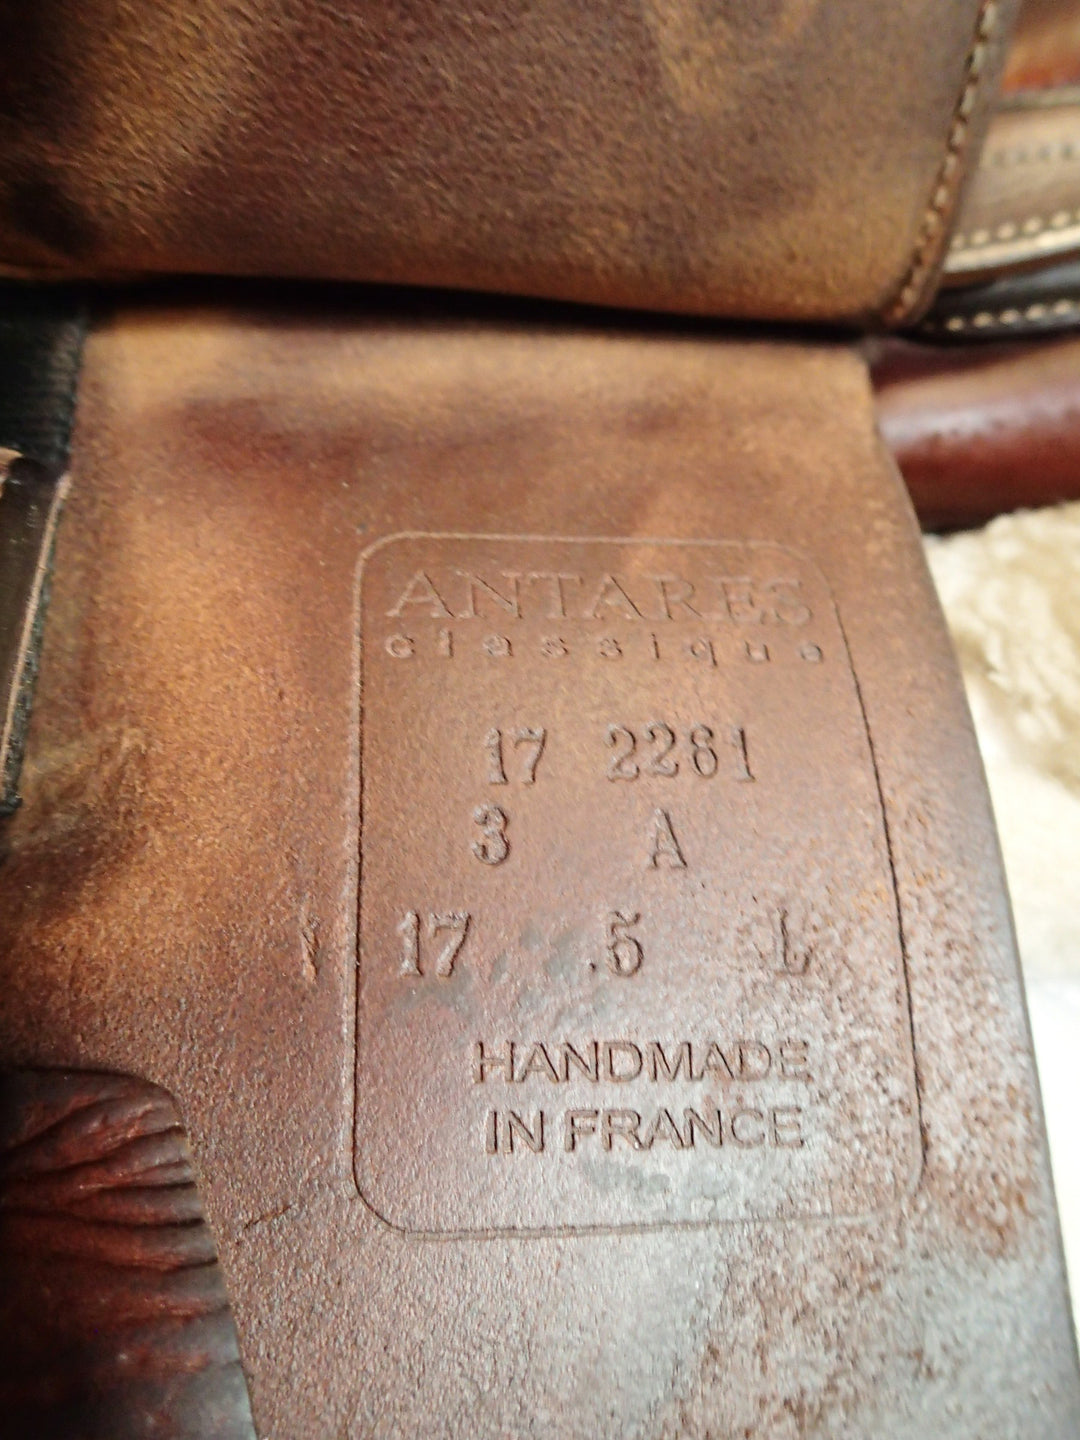 ANTARES
classique
17 2261
3 A
17 .5 L
HANDMADE
IN FRANCE